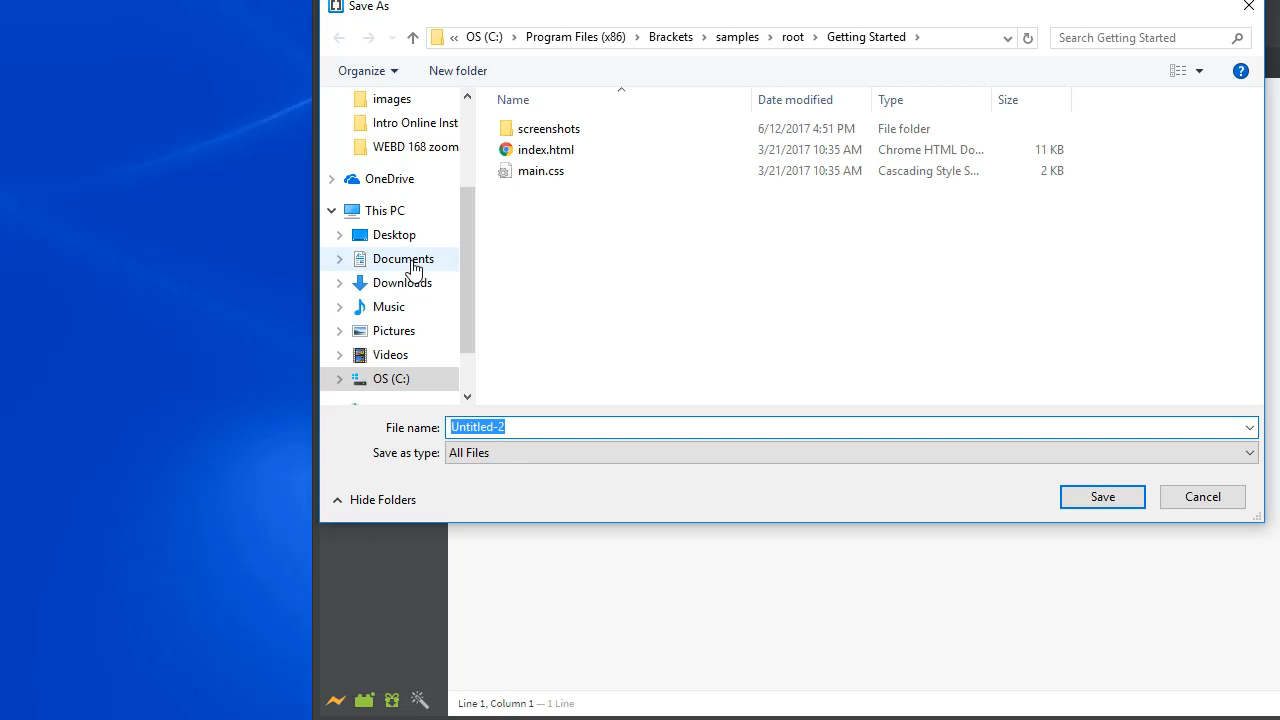 Save As
« OS (C:) › Program Files (x86) › Brackets › samples › root › Getting Started ›
Search Getting Started
Organize
New folder
images
Intro Online Inst
WEBD 168 zoom
OneDrive
This PC
Desktop
Documents
Downloads
Music
Pictures
Videos
OS (C:)
Name Date modified Type Size
screenshots 6/12/2017 4:51 PM File folder
index.html 3/21/2017 10:35 AM Chrome HTML Do... 11 KB
main.css 3/21/2017 10:35 AM Cascading Style S... 2 KB
File name: Untitled-2
Save as type: All Files
Hide Folders
Save
Cancel
Line 1, Column 1 — 1 Line